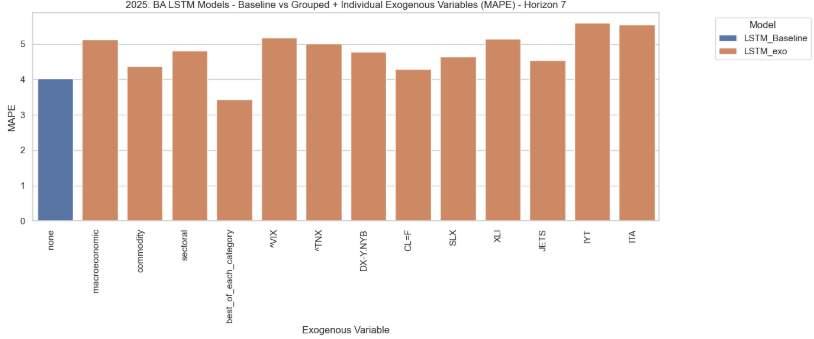 2025: BA LSTM Models - Baseline vs Grouped + Individual Exogenous Variables (MAPE) - Horizon 7
Model
LSTM_Baseline
LSTM_exo
MAPE
5
4
3
2
1
0
none
macroeconomic
commodity
sectoral
best_of_each_category
^VIX
^TNX
DX-Y.NYB
CL=F
SLX
XLI
JETS
IYT
ITA
Exogenous Variable